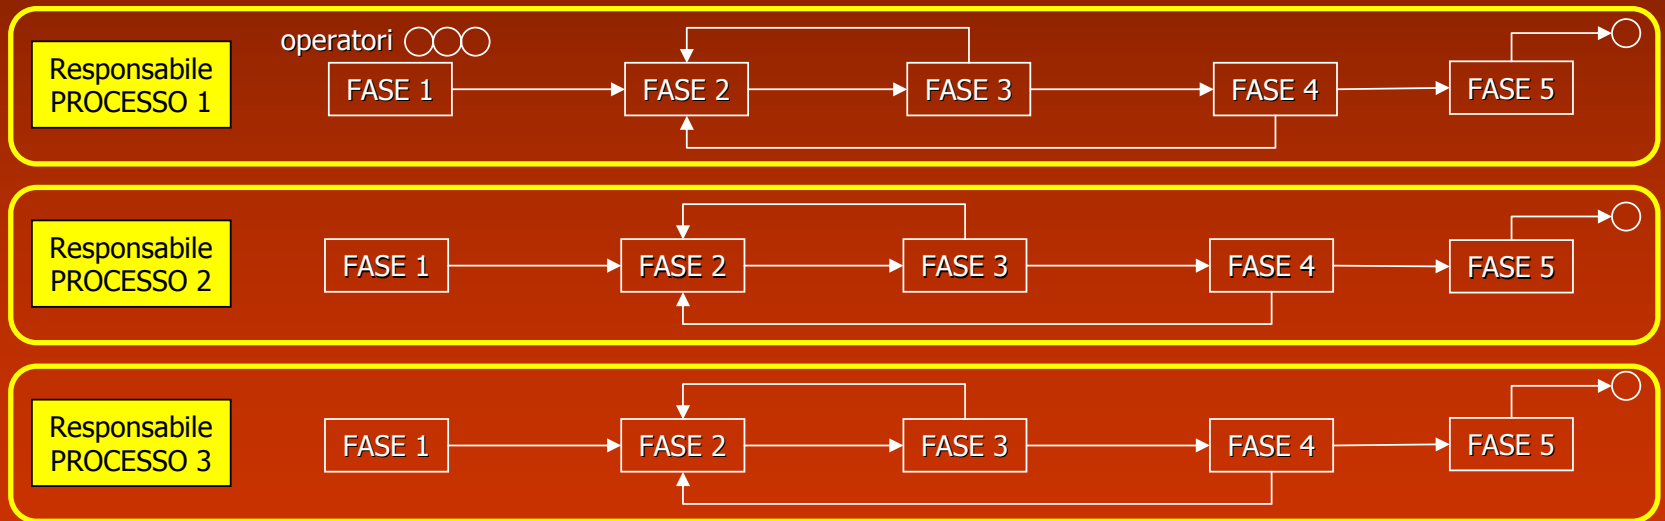 operatori
Responsabile
PROCESSO 1
FASE 1
FASE 2
FASE 3
FASE 4
FASE 5
Responsabile
PROCESSO 2
FASE 1
FASE 2
FASE 3
FASE 4
FASE 5
Responsabile
PROCESSO 3
FASE 1
FASE 2
FASE 3
FASE 4
FASE 5